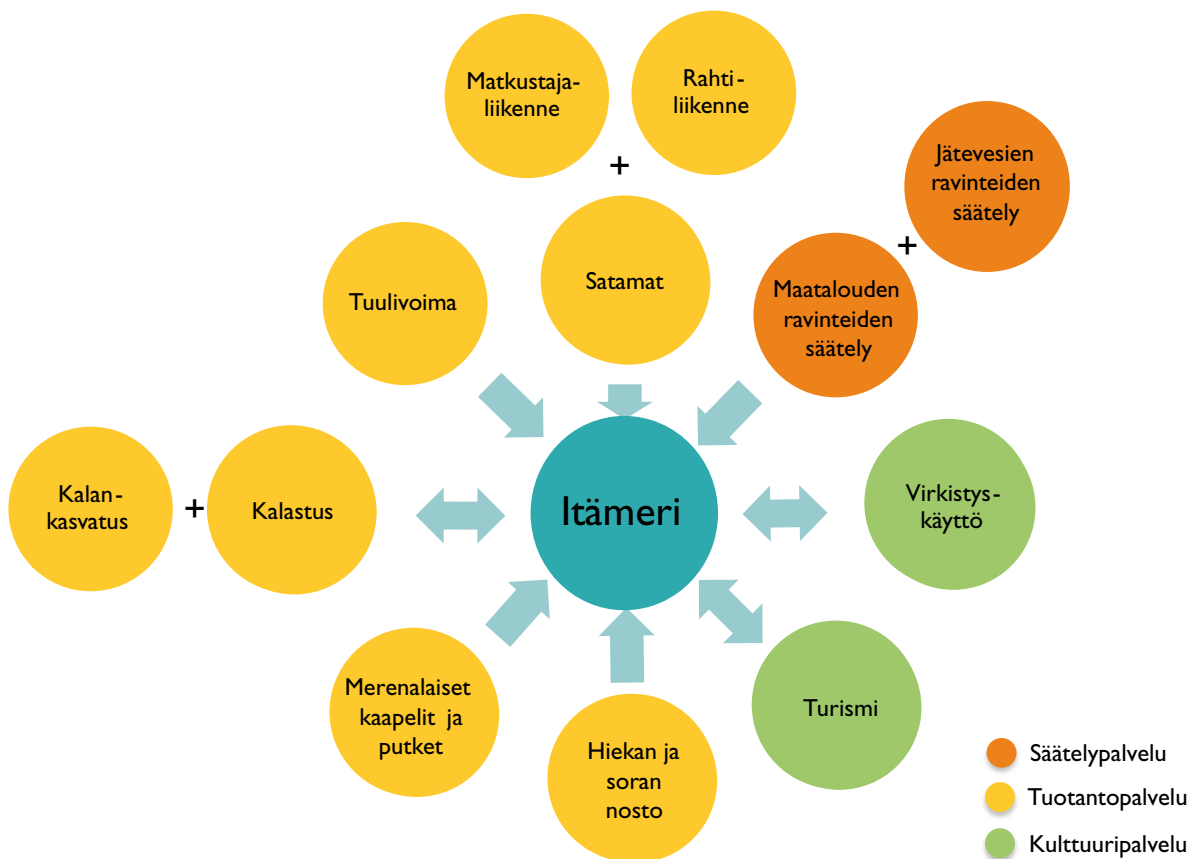 Matkustaja-
liikenne
Rahti-
liikenne
+
Jätevesien
ravinteiden
säätely
+
Tuulivoima
Satamat
Maatalouden
ravinteiden
säätely
Kalan-
kasvatus
+
Kalastus
Itämeri
Virkistys-
käyttö
Merenalaiset
kaapelit ja
putket
Hiekan ja
soran
nosto
Turismi
Säätelypalvelu
Tuotantopalvelu
Kulttuuripalvelu